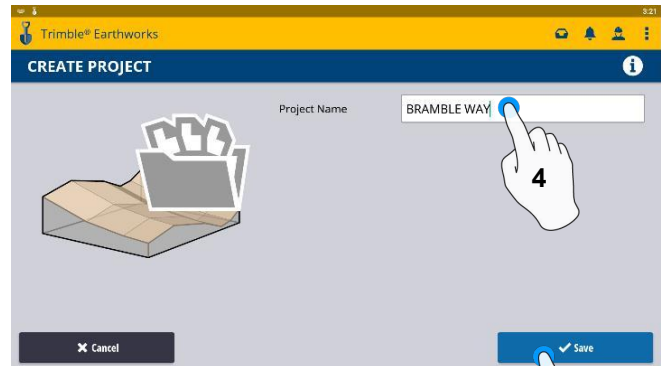 3:21
Trimble® Earthworks
CREATE PROJECT
Project Name BRAMBLE WAY
4
Cancel Save